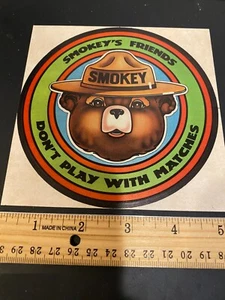 SMOKEY'S FRIENDS
SMOKEY
DON'T PLAY WITH MATCHES
1 MADE IN CHINA 2 3 4 5